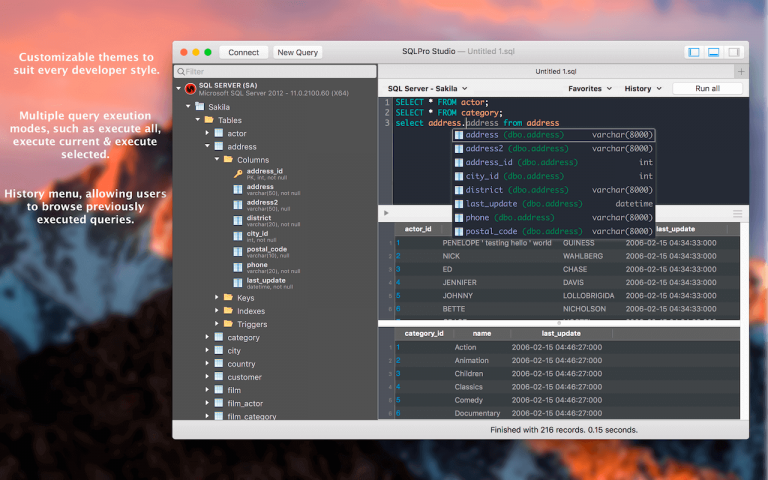 Customizable themes to
suit every developer style.
Multiple query exeution
modes, such as execute all,
execute current & execute
selected.
History menu, allowing users
to browse previously
executed queries.
Connect
New Query
SQLPro Studio — Untitled 1.sql
Filter
Untitled 1.sql
SQL SERVER (SA)
Microsoft SQL Server 2012 - 11.0.2100.60 (X64)
Sakila
Tables
actor
address
Columns
address_id
PK, int, not null
address
varchar(50), not null
address2
varchar(50), null
district
varchar(20), not null
city_id
int, not null
postal_code
varchar(10), null
phone
varchar(20), not null
last_update
datetime, not null
Keys
Indexes
Triggers
category
city
country
customer
film
film_actor
film_category
SQL Server - Sakila
Favorites
History
Run all
1 SELECT * FROM actor;
2 SELECT * FROM category;
3 select address.address from address
address (dbo.address) varchar(8000)
address2 (dbo.address) varchar(8000)
address_id (dbo.address) int
city_id (dbo.address) int
district (dbo.address) varchar(8000)
last_update (dbo.address) datetime
phone (dbo.address) varchar(8000)
postal_code (dbo.address) varchar(8000)
actor_id last_update
1 1 PENELOPE ' testing hello ' world GUINESS 2006-02-15 04:34:33:000
2 2 NICK WAHLBERG 2006-02-15 04:34:33:000
3 3 ED CHASE 2006-02-15 04:34:33:000
4 4 JENNIFER DAVIS 2006-02-15 04:34:33:000
5 5 JOHNNY LOLLOBRIGIDA 2006-02-15 04:34:33:000
6 6 BETTE NICHOLSON 2006-02-15 04:34:33:000
category_id name last_update
1 1 Action 2006-02-15 04:46:27:000
2 2 Animation 2006-02-15 04:46:27:000
3 3 Children 2006-02-15 04:46:27:000
4 4 Classics 2006-02-15 04:46:27:000
5 5 Comedy 2006-02-15 04:46:27:000
6 6 Documentary 2006-02-15 04:46:27:000
Finished with 216 records. 0.15 seconds.